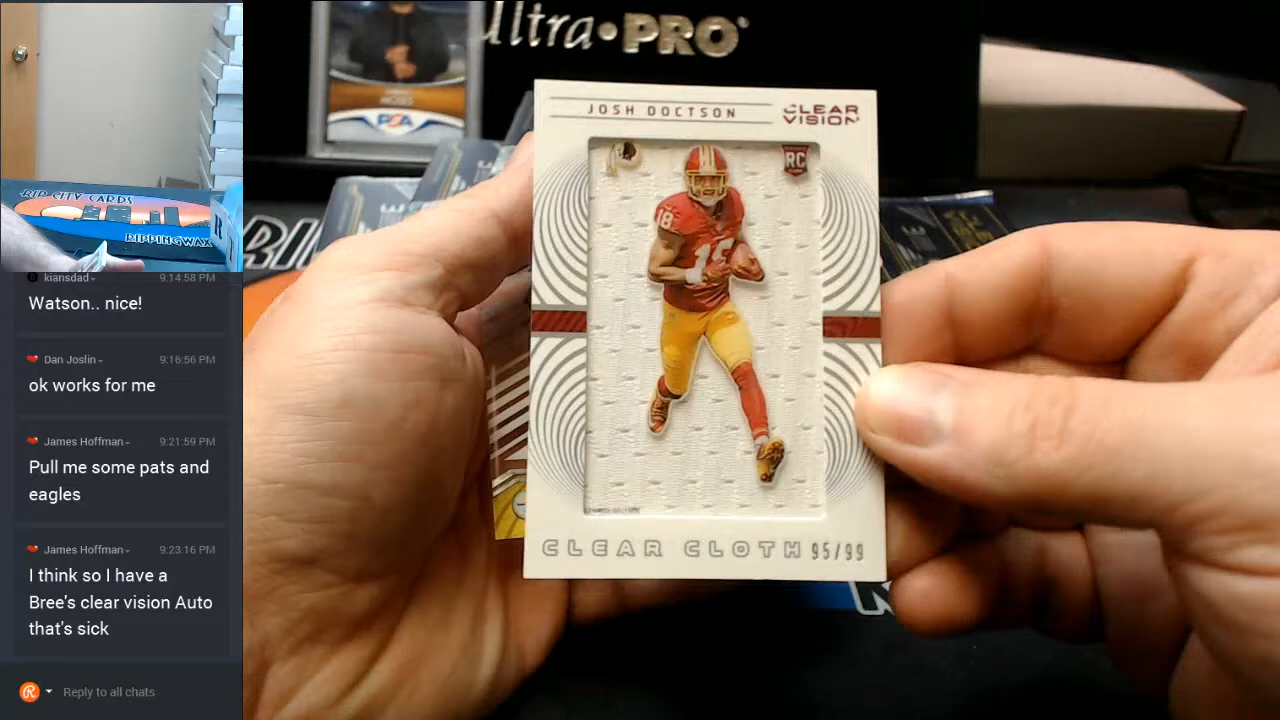 ultra•PRO
PSA
JOSH DOCTSON
CLEAR
VISION
RC
18
18
CLEAR CLOTH 95/99
RIP CITY CARDS
RIPPINGWAX
RI
kiansdad
9:14:58 PM
Watson.. nice!
Dan Joslin
9:16:56 PM
ok works for me
James Hoffman
9:21:59 PM
Pull me some pats and
eagles
James Hoffman
9:23:16 PM
I think so I have a
Bree's clear vision Auto
that's sick
Reply to all chats